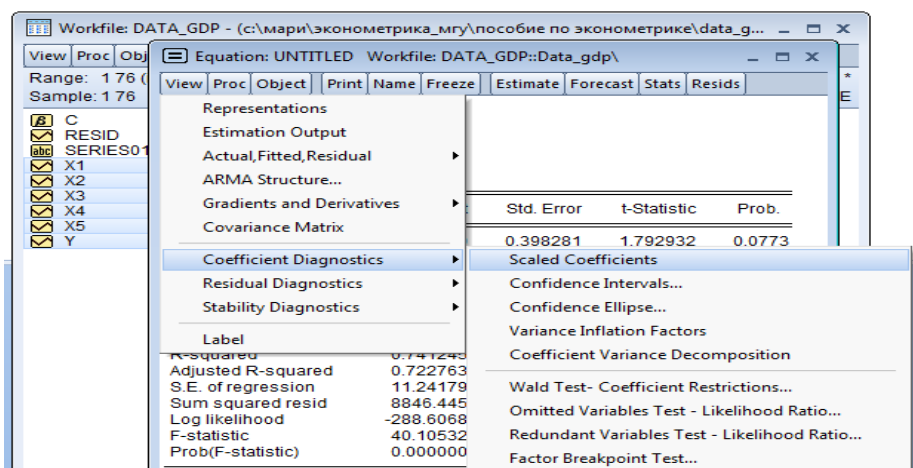 Workfile: DATA_GDP - (c:\мари\эконометрика_мгу\пособие по эконометрике\data_g...
View Proc Obj
Range: 1 76 (
Sample: 1 76
*
E
C
RESID
SERIES01
X1
X2
X3
X4
X5
Y
Equation: UNTITLED Workfile: DATA_GDP::Data_gdp\
View Proc Object Print Name Freeze Estimate Forecast Stats Resids
Representations
Estimation Output
Actual,Fitted,Residual
ARMA Structure...
Gradients and Derivatives
Covariance Matrix
Coefficient Diagnostics
Residual Diagnostics
Stability Diagnostics
Label
Std. Error t-Statistic Prob.
0.398281 1.792932 0.0773
Scaled Coefficients
Confidence Intervals...
Confidence Ellipse...
Variance Inflation Factors
Coefficient Variance Decomposition
Wald Test- Coefficient Restrictions...
Omitted Variables Test - Likelihood Ratio...
Redundant Variables Test - Likelihood Ratio...
Factor Breakpoint Test...
R-squared 0.741245
Adjusted R-squared 0.722763
S.E. of regression 11.24179
Sum squared resid 8846.445
Log likelihood -288.6068
F-statistic 40.10532
Prob(F-statistic) 0.000000